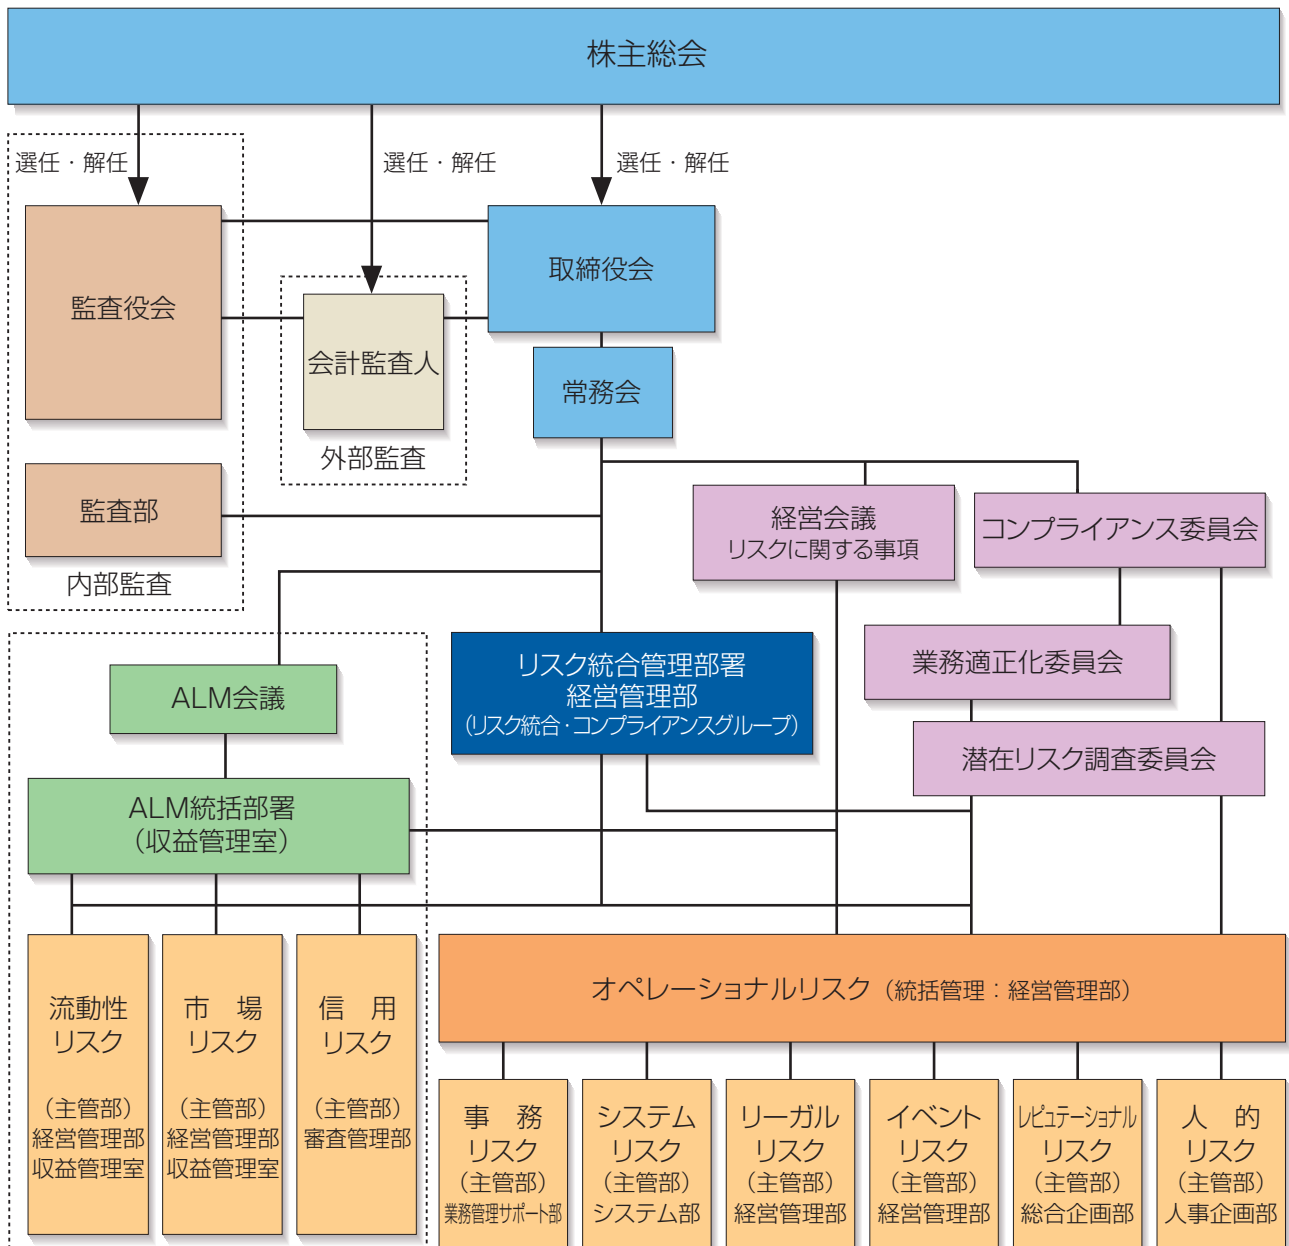 株主総会
選任・解任
選任・解任
選任・解任
監査役会
取締役会
会計監査人
常務会
外部監査
監査部
内部監査
経営会議
リスクに関する事項
コンプライアンス委員会
ALM会議
リスク統合管理部署
経営管理部
(リスク統合・コンプライアンスグループ)
業務適正化委員会
潜在リスク調査委員会
ALM統括部署
(収益管理室)
流動性
リスク
(主管部)
経営管理部
収益管理室
市　場
リスク
(主管部)
経営管理部
収益管理室
信　用
リスク
(主管部)
審査管理部
オペレーショナルリスク(統括管理：経営管理部)
事　務
リスク
(主管部)
業務管理サポート部
システム
リスク
(主管部)
システム部
リーガル
リスク
(主管部)
経営管理部
イベント
リスク
(主管部)
経営管理部
レピュテーショナル
リスク
(主管部)
総合企画部
人　的
リスク
(主管部)
人事企画部